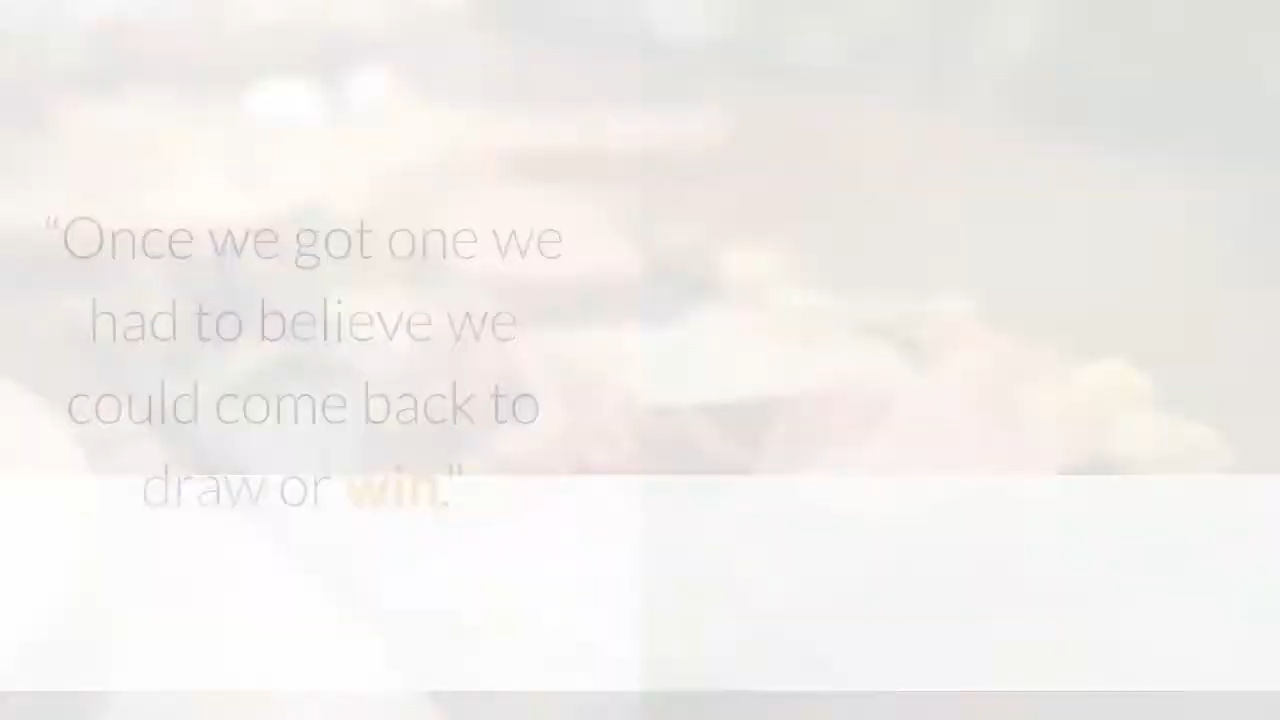 “Once we got one we
had to believe we
could come back to
draw or win."